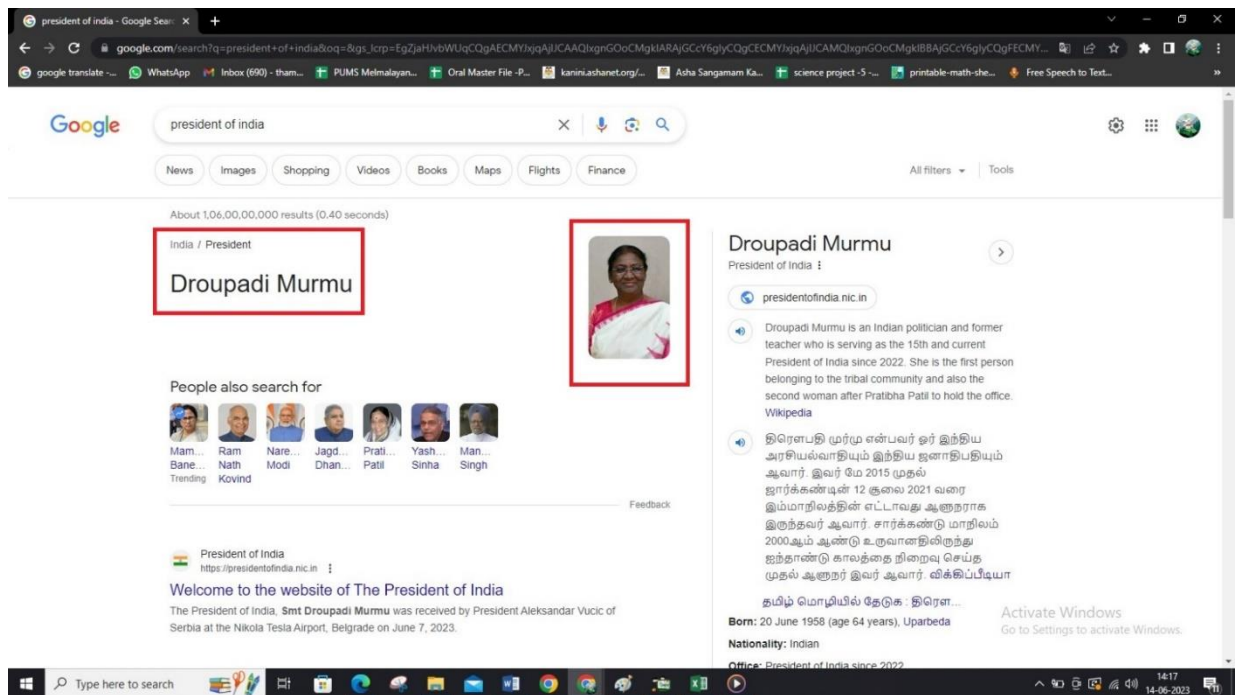 president of india - Google Sear
google.com/search?q=president+of+india&oq=&gs_lcrp=
google translate -...
WhatsApp
Inbox (690) - tham...
PUMS Melmalayan...
Oral Master File -P...
kanini.ashanet.org/...
Asha Sangamam Ka...
science project -5 -...
printable-math-she...
Free Speech to Text...
Google
president of india
News Images Shopping Videos Books Maps Flights Finance
All filters Tools
About 1,06,00,00,000 results (0.40 seconds)
India / President
Droupadi Murmu
People also search for
Mam... Ram Nare... Jagd... Prati... Yash... Man...
Bane... Nath Modi Dhan... Patil Sinha Singh
Trending Kovind
Feedback
President of India
https://presidentofindia.nic.in
Welcome to the website of The President of India
The President of India, Smt Droupadi Murmu was received by President Aleksandar Vucic of
Serbia at the Nikola Tesla Airport, Belgrade on June 7, 2023.
Droupadi Murmu
President of India
presidentofindia.nic.in
Droupadi Murmu is an Indian politician and former
teacher who is serving as the 15th and current
President of India since 2022. She is the first person
belonging to the tribal community and also the
second woman after Pratibha Patil to hold the office.
Wikipedia
திரௌபதி முர்மு என்பவர் ஓர் இந்திய
அரசியல்வாதியும் இந்திய ஜனாதிபதியும்
ஆவார். இவர் மே 2015 முதல்
ஜார்க்கண்டின் 12 சூலை 2021 வரை
இம்மாநிலத்தின் எட்டாவது ஆளுநராக
இருந்தவர் ஆவார். சார்க்கண்டு மாநிலம்
2000ஆம் ஆண்டு உருவானதிலிருந்து
ஐந்தாண்டு காலத்தை நிறைவு செய்த
முதல் ஆளுநர் இவர் ஆவார். விக்கிப்பீடியா
தமிழ் மொழியில் தேடுக : திரௌ...
Born: 20 June 1958 (age 64 years), Uparbeda
Nationality: Indian
Office: President of India since 2022
Activate Windows
Go to Settings to activate Windows.
Type here to search
14:17
14-06-2023